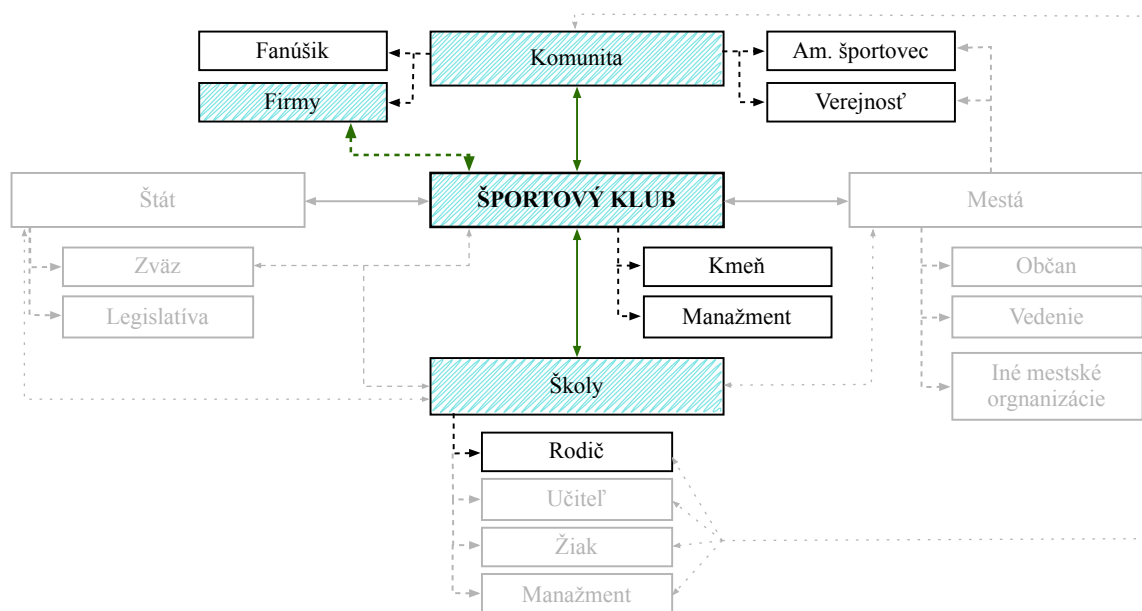 Fanúšik
Komunita
Am. športovec
Firmy
Verejnosť
Štát
ŠPORTOVÝ KLUB
Mestá
Zväz
Kmeň
Občan
Legislatíva
Manažment
Vedenie
Školy
Iné mestské
orgnanizácie
Rodič
Učiteľ
Žiak
Manažment